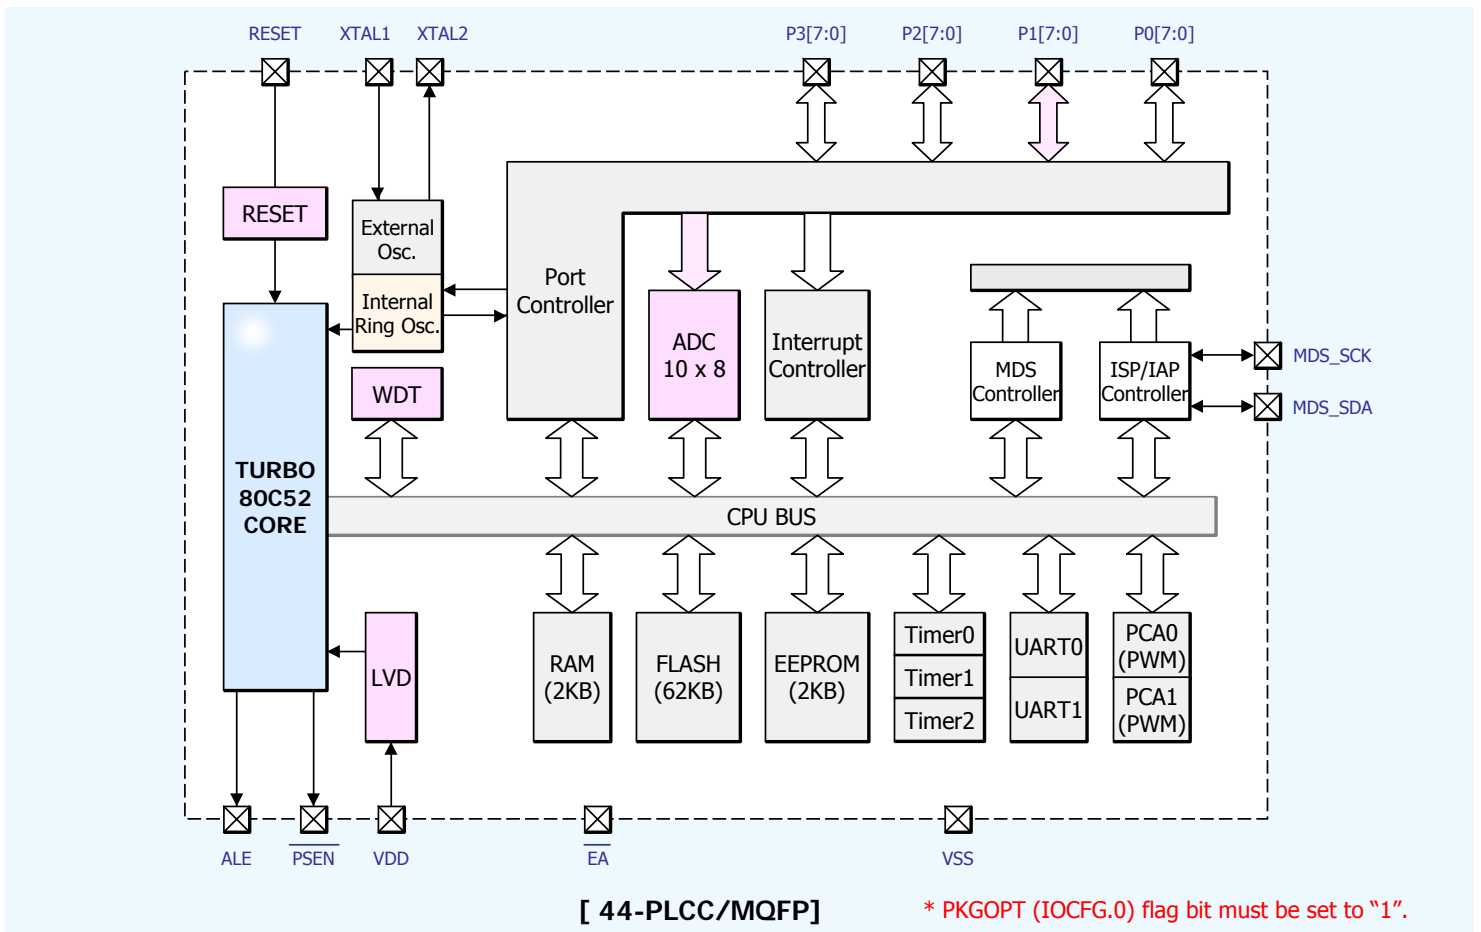 RESET XTAL1 XTAL2 P3[7:0] P2[7:0] P1[7:0] P0[7:0]
RESET
External
Osc.
Internal
Ring Osc.
Port
Controller
ADC
10 x 8
Interrupt
Controller
MDS
Controller
ISP/IAP
Controller
MDS_SCK
MDS_SDA
WDT
TURBO
80C52
CORE
CPU BUS
LVD
RAM
(2KB)
FLASH
(62KB)
EEPROM
(2KB)
Timer0
Timer1
Timer2
UART0
UART1
PCA0
(PWM)
PCA1
(PWM)
ALE PSEN VDD EA VSS
[ 44-PLCC/MQFP]
* PKGOPT (IOCFG.0) flag bit must be set to “1”.